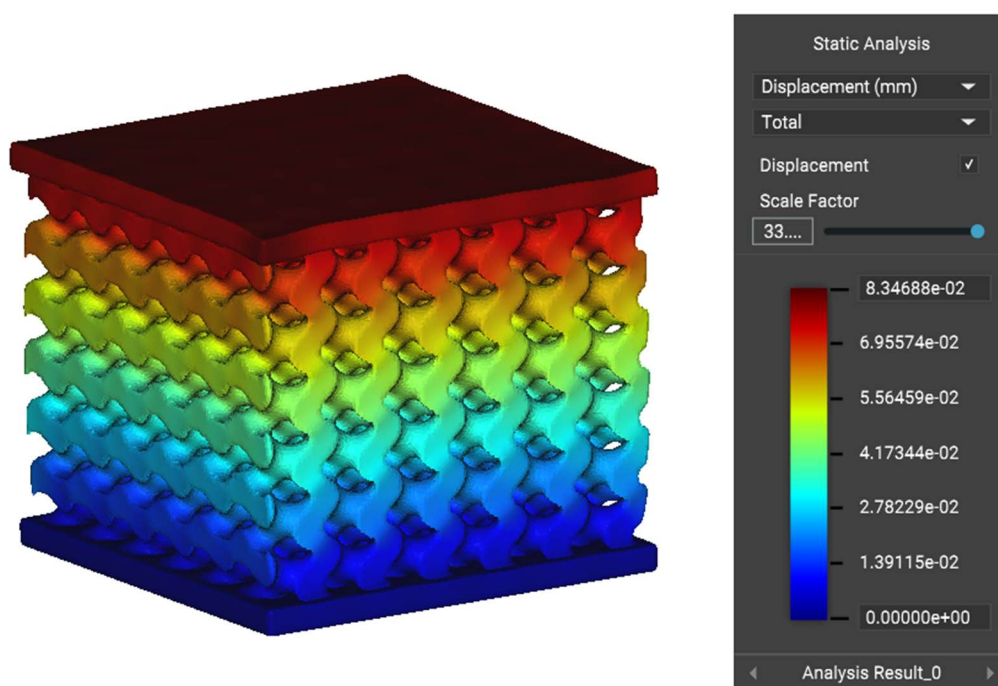 Static Analysis
Displacement (mm)
Total
Displacement
Scale Factor
33....
8.34688e-02
6.95574e-02
5.56459e-02
4.17344e-02
2.78229e-02
1.39115e-02
0.00000e+00
Analysis Result_0